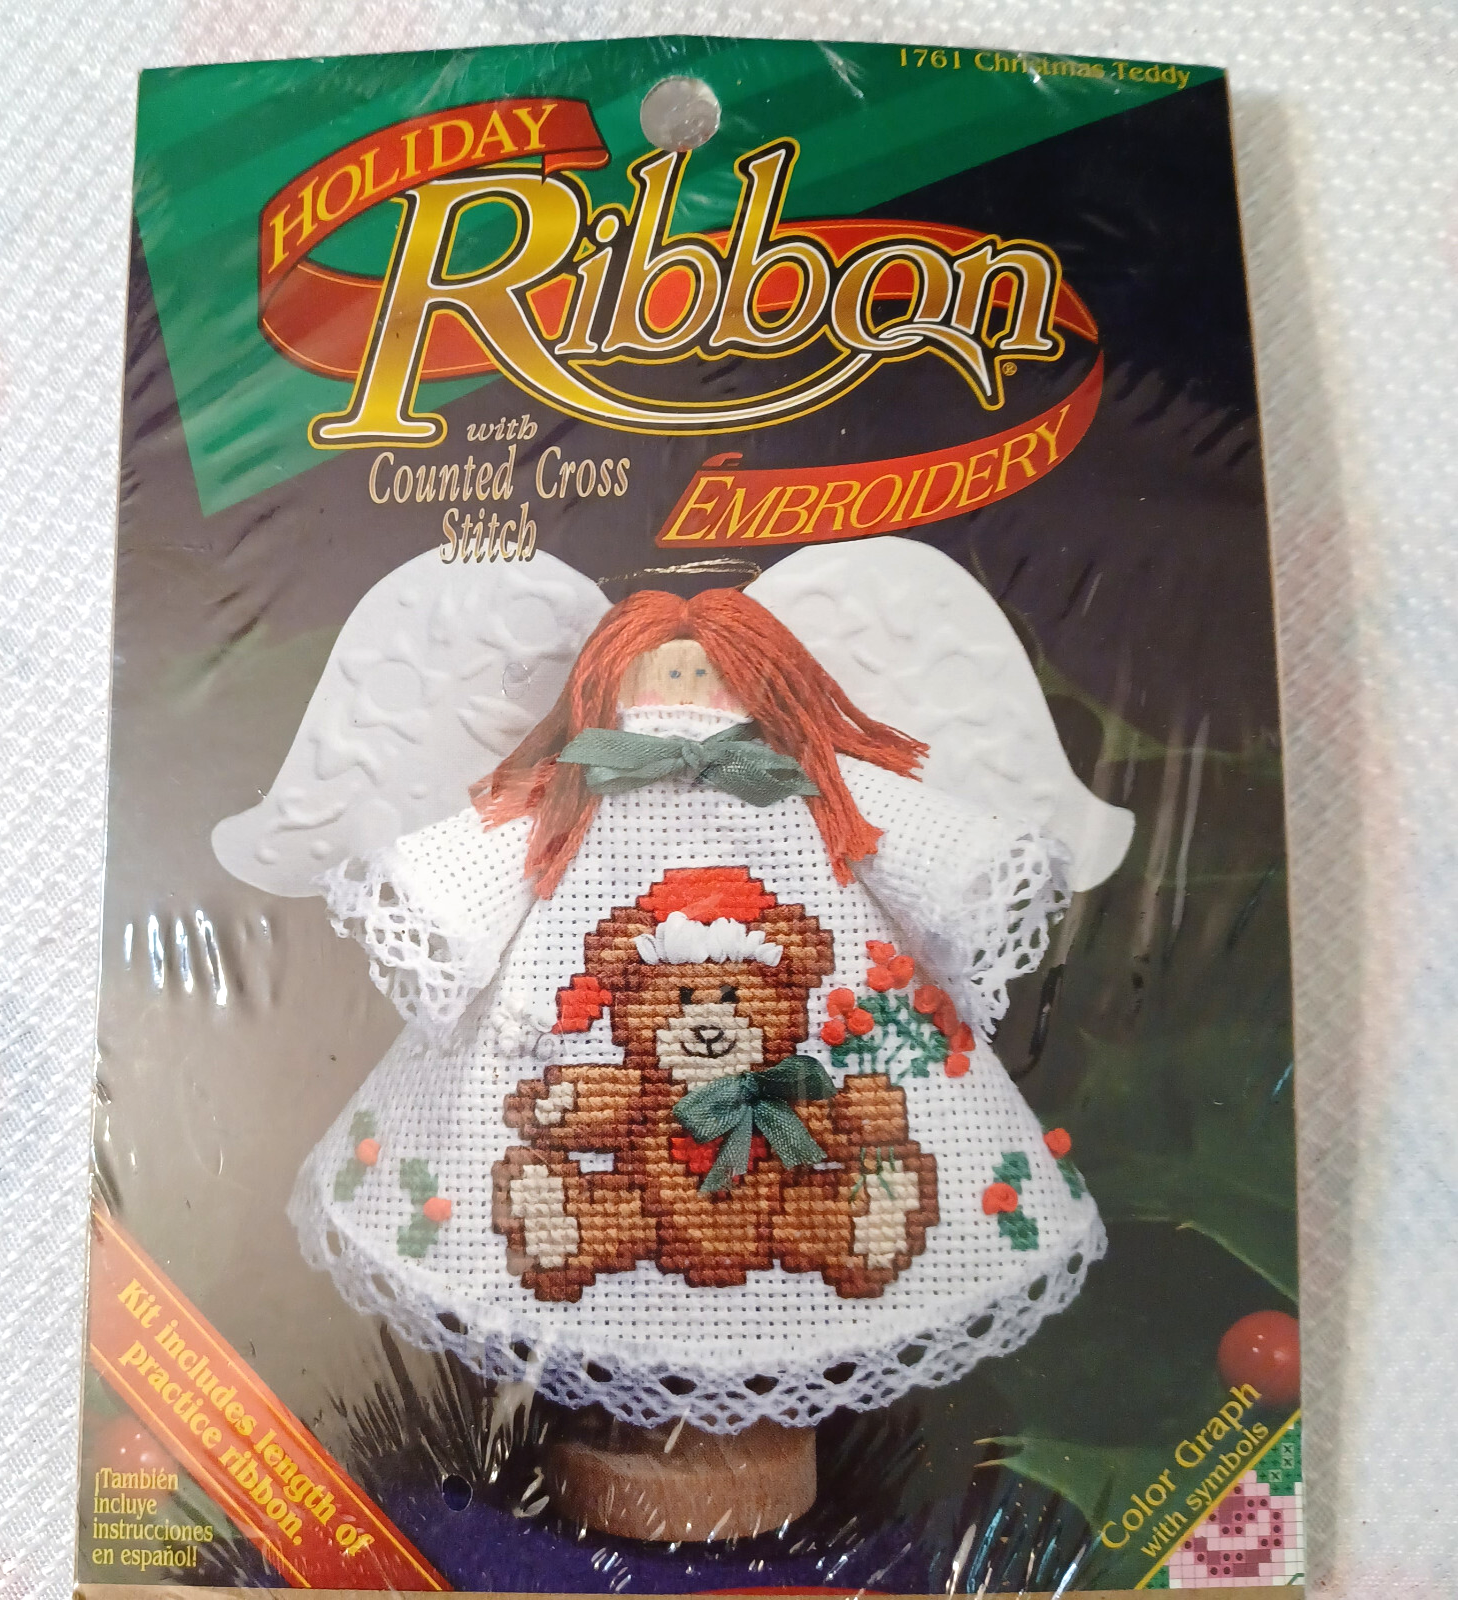 1761 Christmas Teddy
HOLIDAY
Ribbon®
with
Counted Cross
Stitch
EMBROIDERY
Kit includes length of
practice ribbon.
¡También
incluye
instrucciones
en español!
Color Graph
with symbols